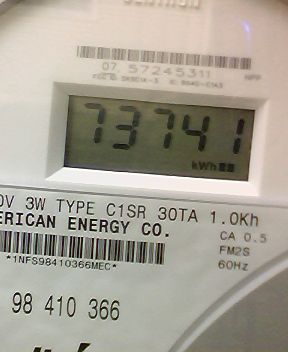 07 57245311
73741
kWh
0V 3W TYPE C1SR 30TA 1.0Kh
ERICAN ENERGY CO.
CA 0.5
FM2S
*1NFS98410366MEC*
60Hz
98 410 366